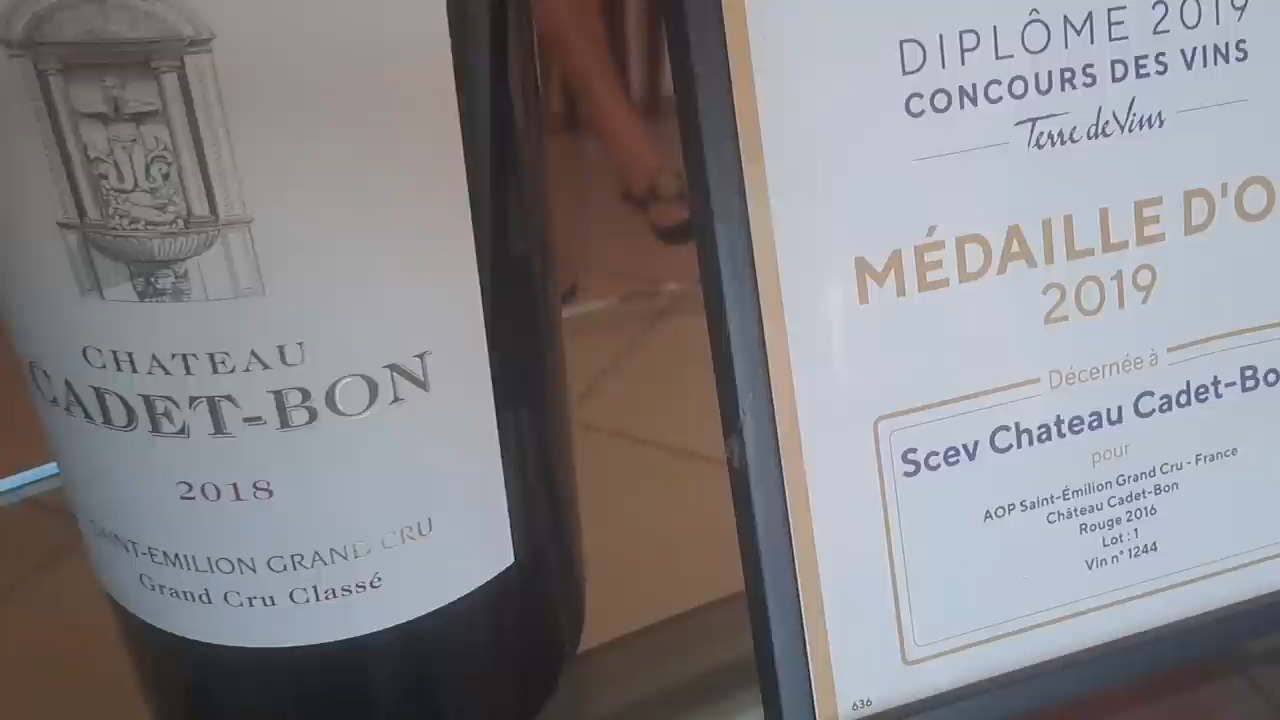 CHATEAU
CADET-BON
2018
SAINT-EMILION GRAND CRU
Grand Cru Classé
DIPLÔME 2019
CONCOURS DES VINS
Terre de Vins
MÉDAILLE D'O
2019
Décernée à
Scev Chateau Cadet-Bo
pour
AOP Saint-Émilion Grand Cru - France
Château Cadet-Bon
Rouge 2016
Lot : 1
Vin n° 1244
636